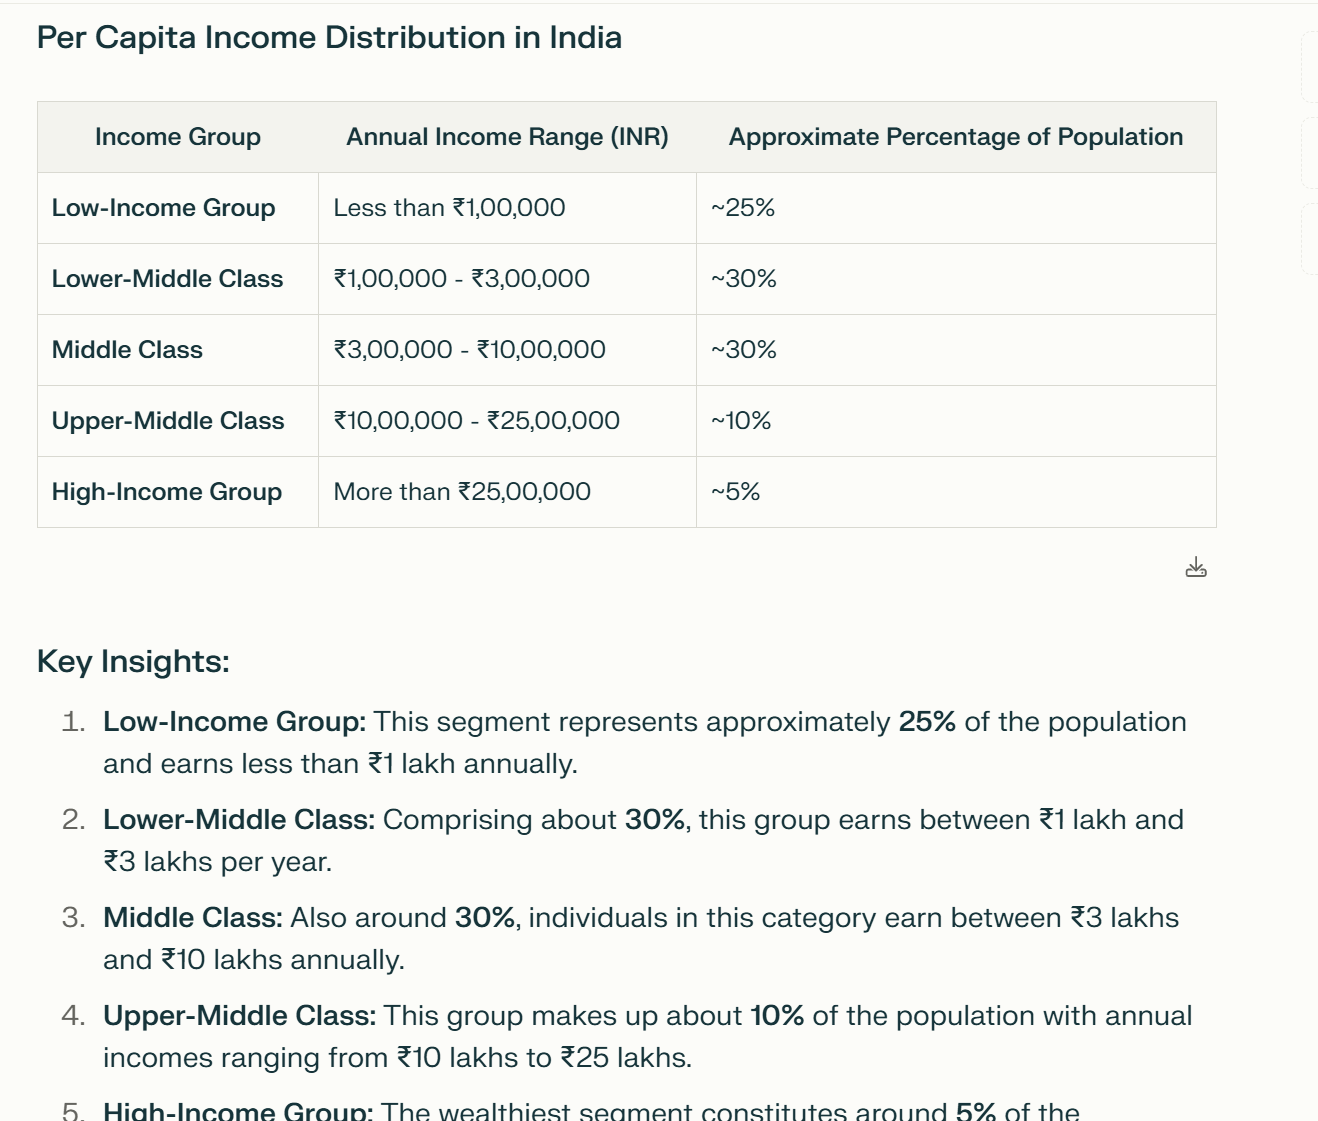 Per Capita Income Distribution in India
Income Group Annual Income Range (INR) Approximate Percentage of Population
Low-Income Group Less than ₹1,00,000 ~25%
Lower-Middle Class ₹1,00,000 - ₹3,00,000 ~30%
Middle Class ₹3,00,000 - ₹10,00,000 ~30%
Upper-Middle Class ₹10,00,000 - ₹25,00,000 ~10%
High-Income Group More than ₹25,00,000 ~5%
Key Insights:
1. Low-Income Group: This segment represents approximately 25% of the population
and earns less than ₹1 lakh annually.
2. Lower-Middle Class: Comprising about 30%, this group earns between ₹1 lakh and
₹3 lakhs per year.
3. Middle Class: Also around 30%, individuals in this category earn between ₹3 lakhs
and ₹10 lakhs annually.
4. Upper-Middle Class: This group makes up about 10% of the population with annual
incomes ranging from ₹10 lakhs to ₹25 lakhs.
5. High-Income Group: The wealthiest segment constitutes around 5% of the